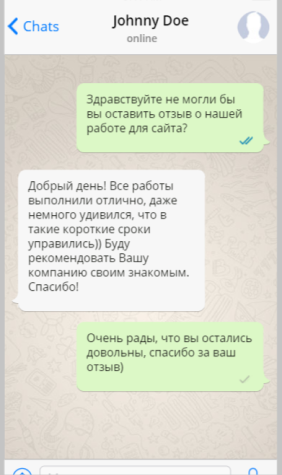 Chats
Johnny Doe
online
Здравствуйте не могли бы
вы оставить отзыв о нашей
работе для сайта?
Добрый день! Все работы
выполнили отлично, даже
немного удивился, что в
такие короткие сроки
управились)) Буду
рекомендовать Вашу
компанию своим знакомым.
Спасибо!
Очень рады, что вы остались
довольны, спасибо за ваш
отзыв)